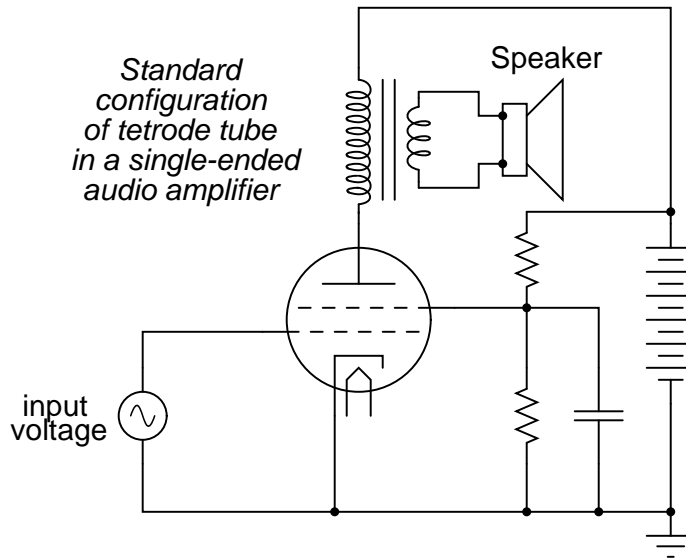 Standard
configuration
of tetrode tube
in a single-ended
audio amplifier
Speaker
input
voltage